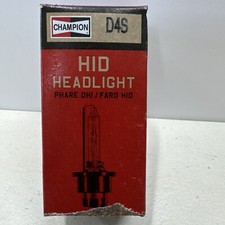 CHAMPION
D4S
HID
HEADLIGHT
PHARE DHI / FARO HID